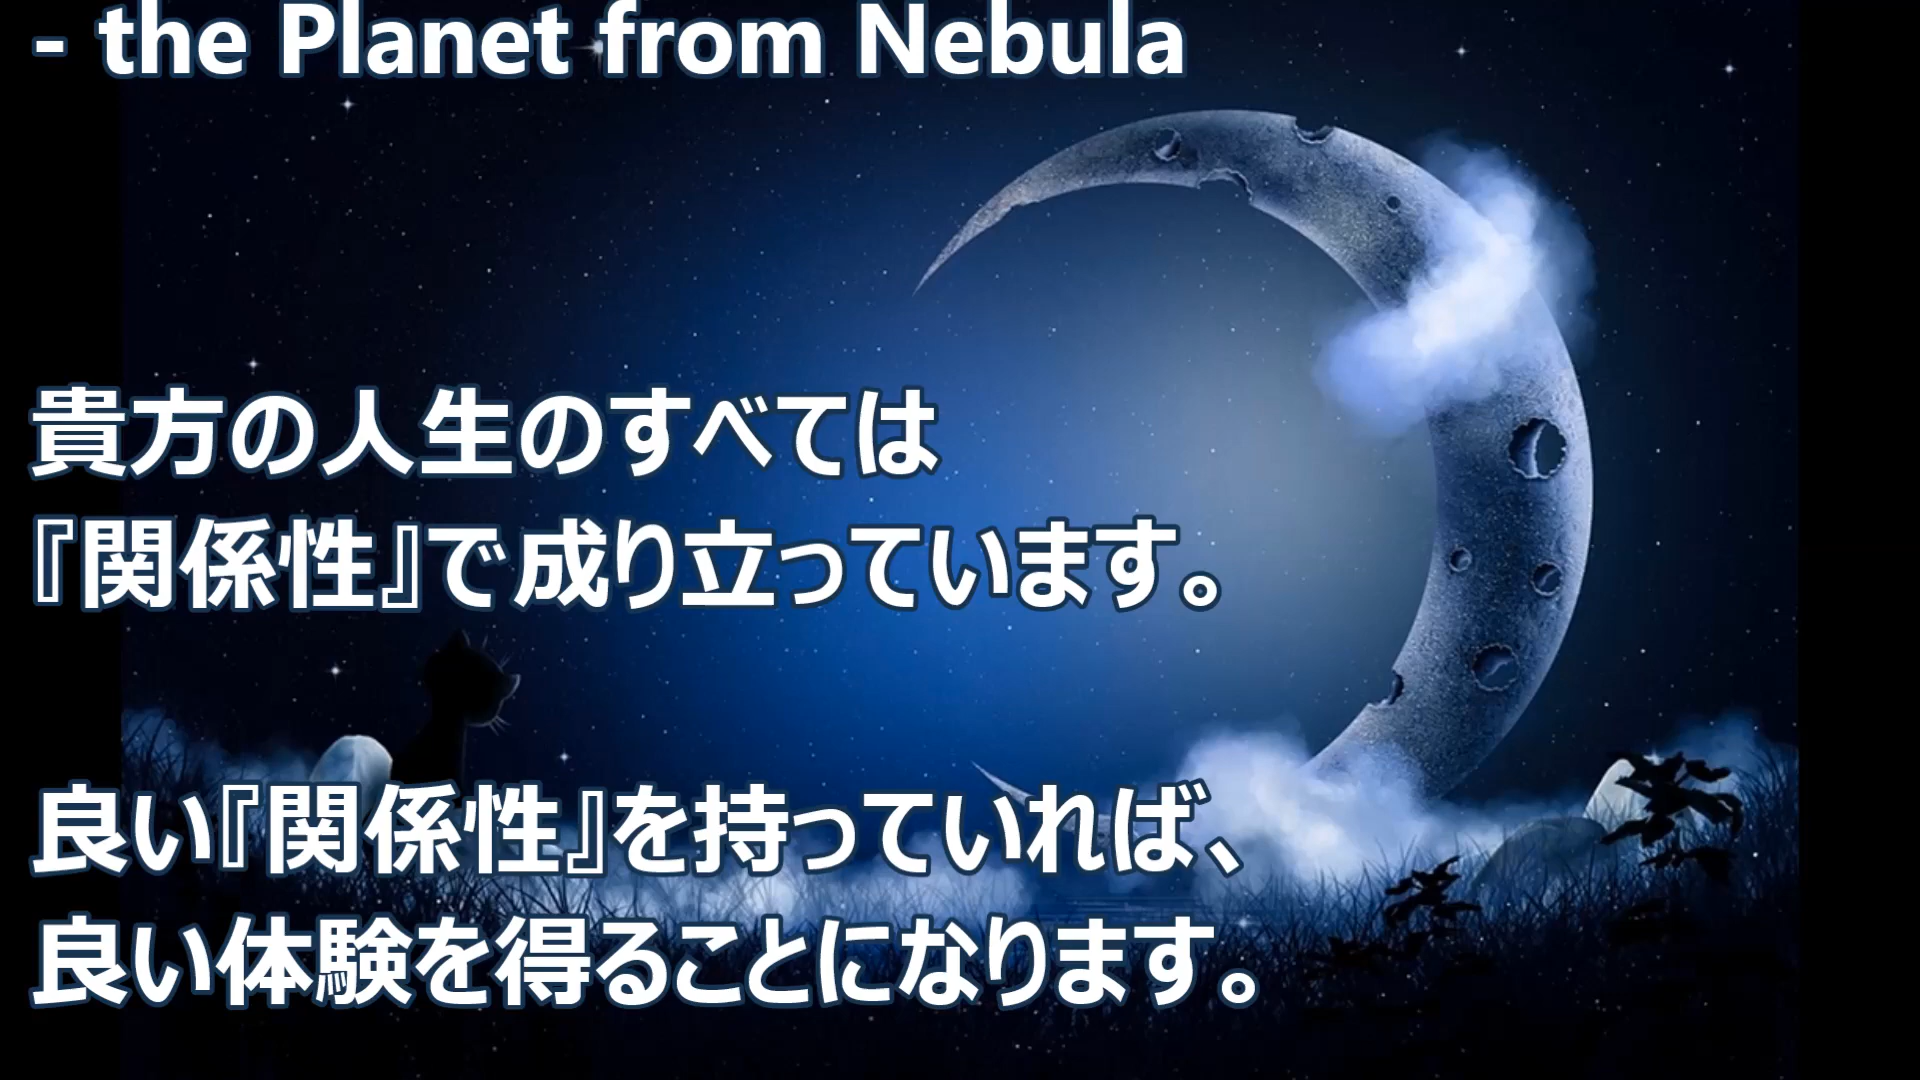 - the Planet from Nebula
貴方の人生のすべては
『関係性』で成り立っています。
良い『関係性』を持っていれば、
良い体験を得ることになります。